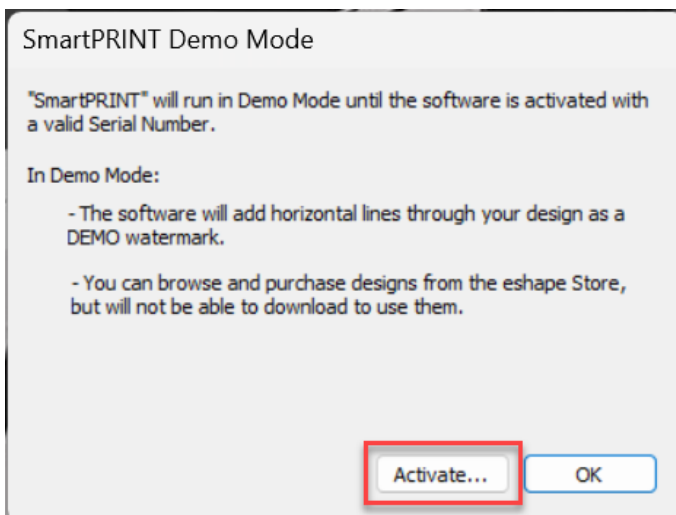 SmartPRINT Demo Mode
"SmartPRINT" will run in Demo Mode until the software is activated with
a valid Serial Number.
In Demo Mode:
- The software will add horizontal lines through your design as a
DEMO watermark.
- You can browse and purchase designs from the eshape Store,
but will not be able to download to use them.
Activate...
OK